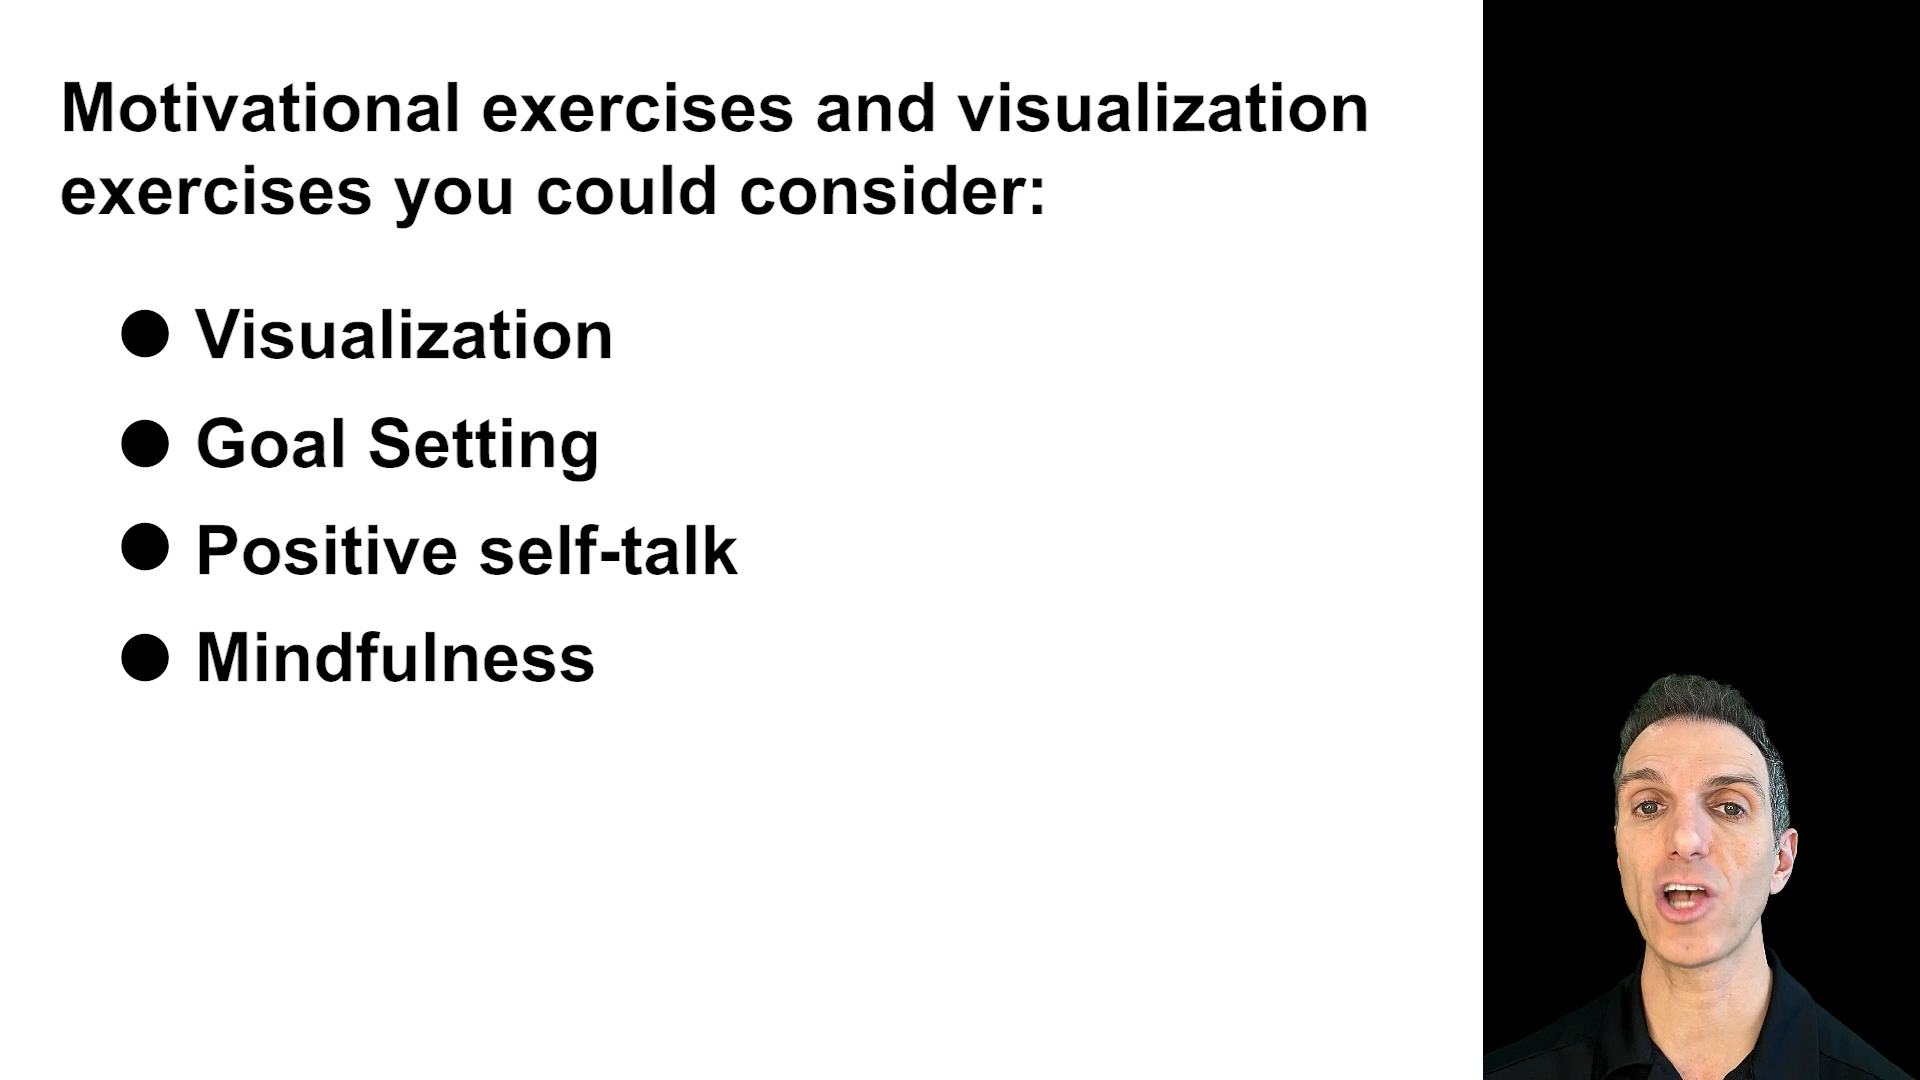 Motivational exercises and visualization
exercises you could consider:
● Visualization
● Goal Setting
● Positive self-talk
● Mindfulness